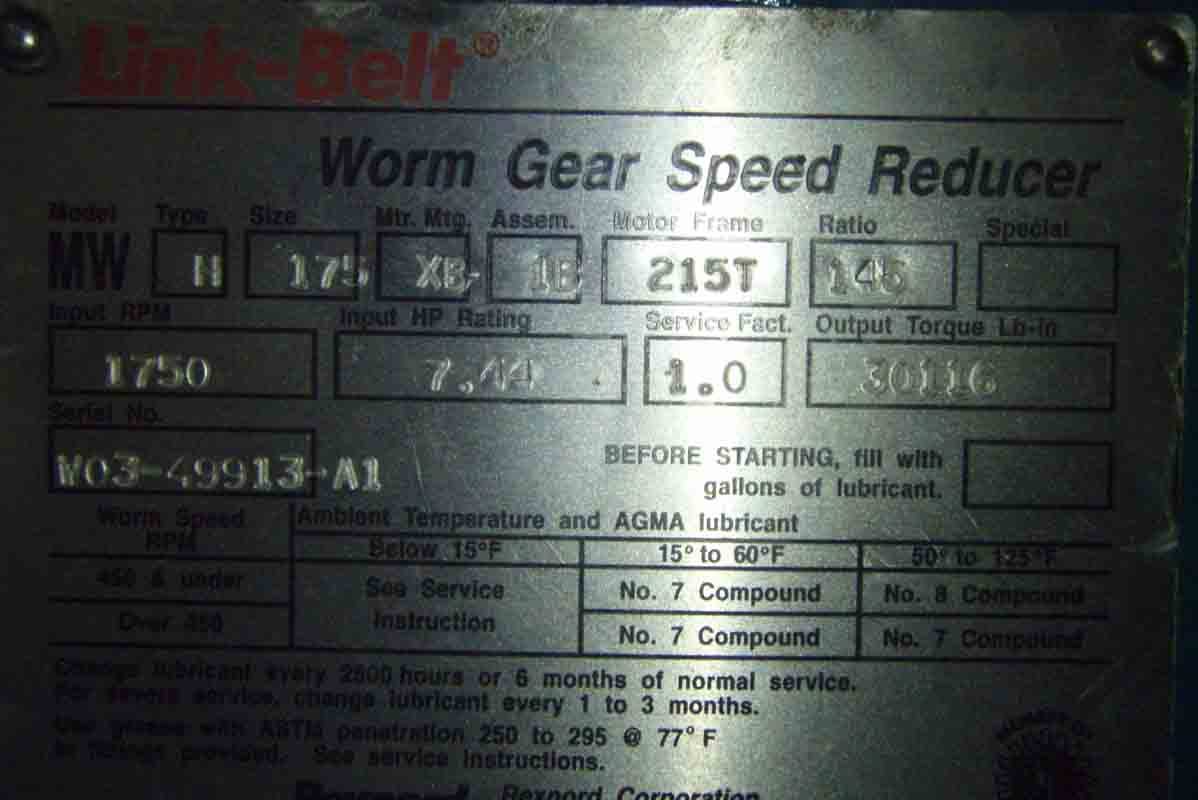 Link-Belt®
Worm Gear Speed Reducer
Model Type Size Mtr. Mtg. Assem. Motor Frame Ratio Special
MW H 175 XB- 1B 215T 145
Input RPM Input HP Rating Service Fact. Output Torque Lb-in
1750 7.44 1.0 30116
Serial No.
W03-49913-A1
BEFORE STARTING, fill with
gallons of lubricant.
Worm Speed RPM Ambient Temperature and AGMA lubricant
Below 15°F 15° to 60°F 50° to 125°F
450 & under See Service Instruction No. 7 Compound No. 8 Compound
Over 450 No. 7 Compound No. 7 Compound
Change lubricant every 2500 hours or 6 months of normal service.
For severe service, change lubricant every 1 to 3 months.
Use grease with ASTM penetration 250 to 295 @ 77° F
in fittings provided. See service instructions.
Rexnord Rexnord Corporation
MEMBER OF